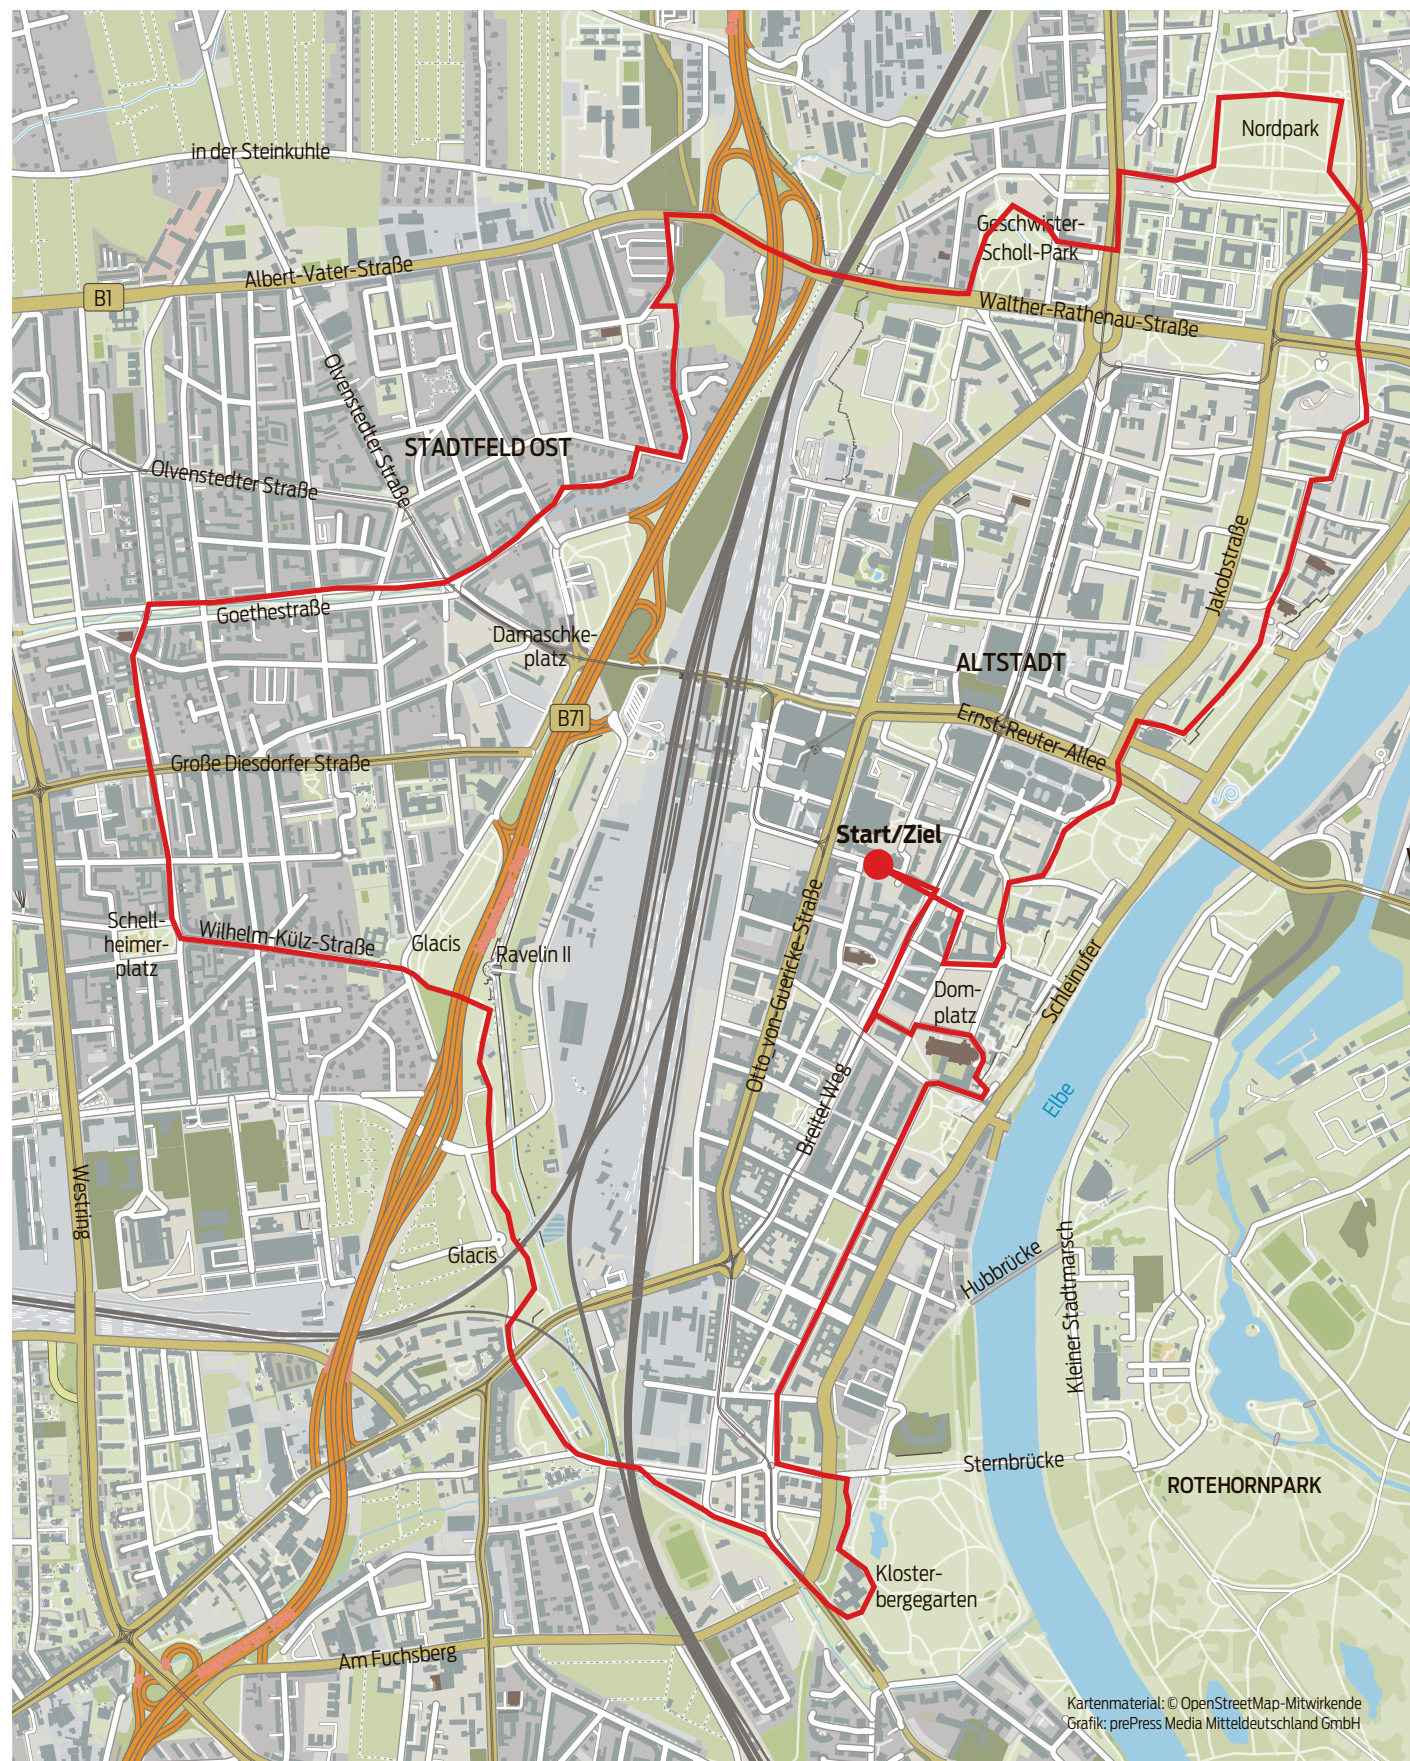 Nordpark
in der Steinkuhle
Geschwister-
Scholl-Park
Albert-Vater-Straße
B1
Walther-Rathenau-Straße
Olvenstedter Straße
STADTFELD OST
Olvenstedter Straße
Jakobstraße
Goethestraße
Damaschke-
platz
ALTSTADT
B71
Ernst-Reuter-Allee
Große Diesdorfer Straße
Start/Ziel
Otto-von-Guericke-Straße
Schell-
heimer-
platz
Wilhelm-Külz-Straße
Glacis
Ravelin II
Dom-
platz
Schleinufer
Elbe
Breiter Weg
Westring
Glacis
Hubbrücke
Kleiner Stadtmarsch
Sternbrücke
ROTEHORNPARK
Kloster-
bergegarten
Am Fuchsberg
Kartenmaterial: © OpenStreetMap-Mitwirkende
Grafik: prePress Media Mitteldeutschland GmbH